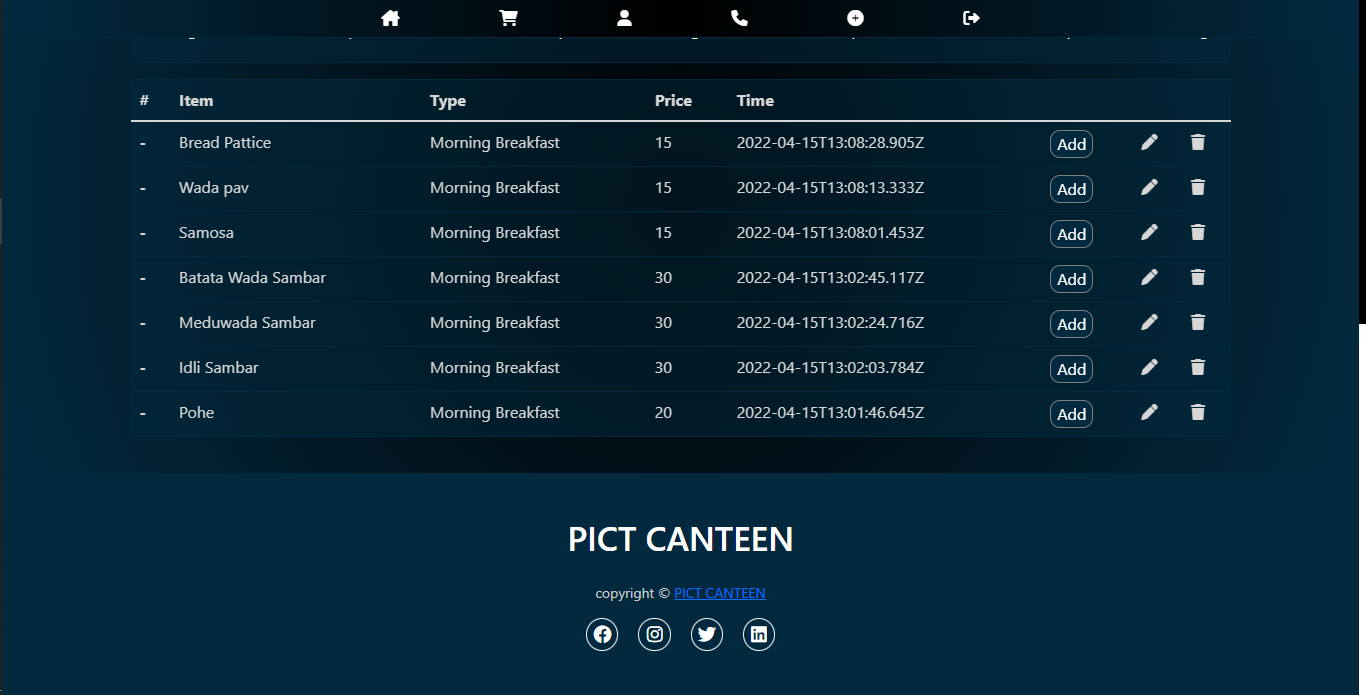 # Item Type Price Time
- Bread Pattice Morning Breakfast 15 2022-04-15T13:08:28.905Z Add
- Wada pav Morning Breakfast 15 2022-04-15T13:08:13.333Z Add
- Samosa Morning Breakfast 15 2022-04-15T13:08:01.453Z Add
- Batata Wada Sambar Morning Breakfast 30 2022-04-15T13:02:45.117Z Add
- Meduwada Sambar Morning Breakfast 30 2022-04-15T13:02:24.716Z Add
- Idli Sambar Morning Breakfast 30 2022-04-15T13:02:03.784Z Add
- Pohe Morning Breakfast 20 2022-04-15T13:01:46.645Z Add
PICT CANTEEN
copyright © PICT CANTEEN